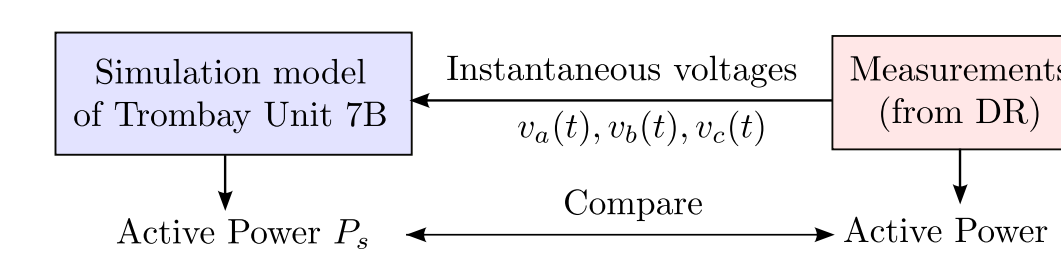 Simulation model
of Trombay Unit 7B
Instantaneous voltages
v_a(t), v_b(t), v_c(t)
Measurements
(from DR)
Compare
Active Power P_s
Active Power